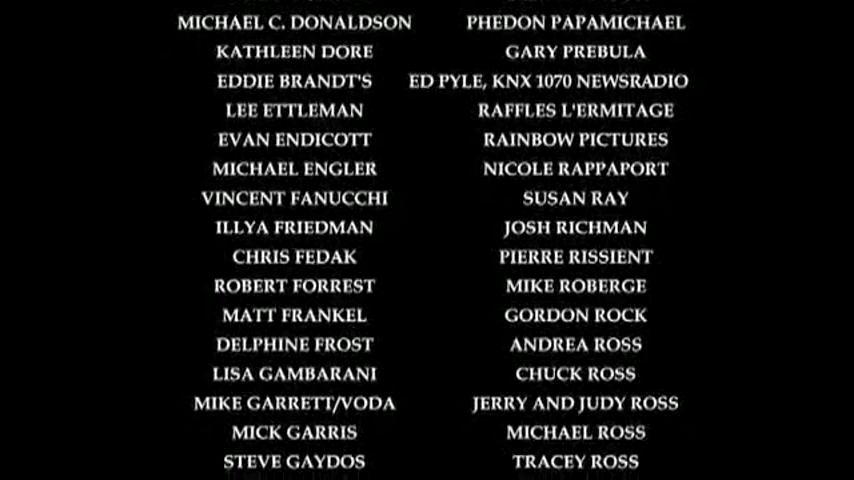 MICHAEL C. DONALDSON
KATHLEEN DORE
EDDIE BRANDT'S
LEE ETTLEMAN
EVAN ENDICOTT
MICHAEL ENGLER
VINCENT FANUCCHI
ILLYA FRIEDMAN
CHRIS FEDAK
ROBERT FORREST
MATT FRANKEL
DELPHINE FROST
LISA GAMBARANI
MIKE GARRETT/VODA
MICK GARRIS
STEVE GAYDOS
PHEDON PAPAMICHAEL
GARY PREBULA
ED PYLE, KNX 1070 NEWSRADIO
RAFFLES L'ERMITAGE
RAINBOW PICTURES
NICOLE RAPPAPORT
SUSAN RAY
JOSH RICHMAN
PIERRE RISSIENT
MIKE ROBERGE
GORDON ROCK
ANDREA ROSS
CHUCK ROSS
JERRY AND JUDY ROSS
MICHAEL ROSS
TRACEY ROSS